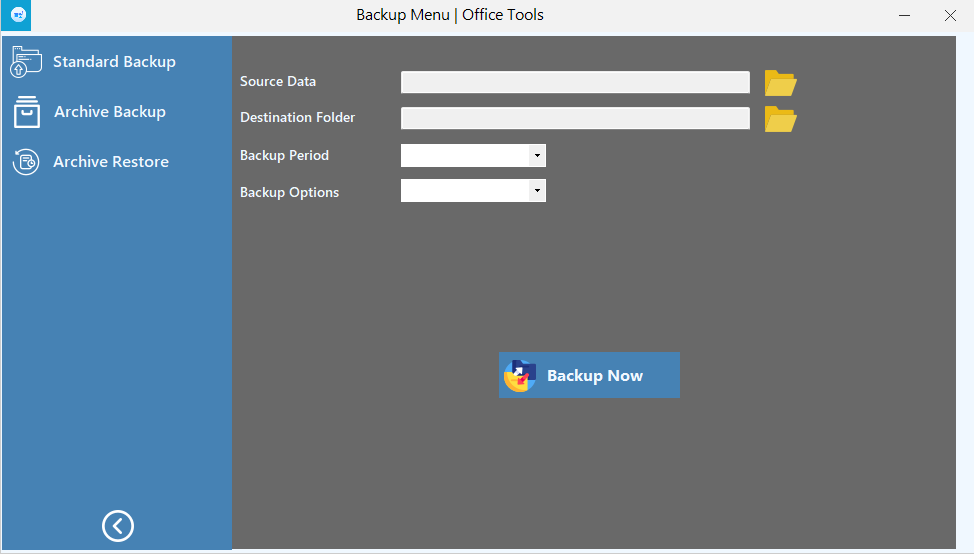 Backup Menu | Office Tools
Standard Backup
Archive Backup
Archive Restore
Source Data
Destination Folder
Backup Period
Backup Options
Backup Now